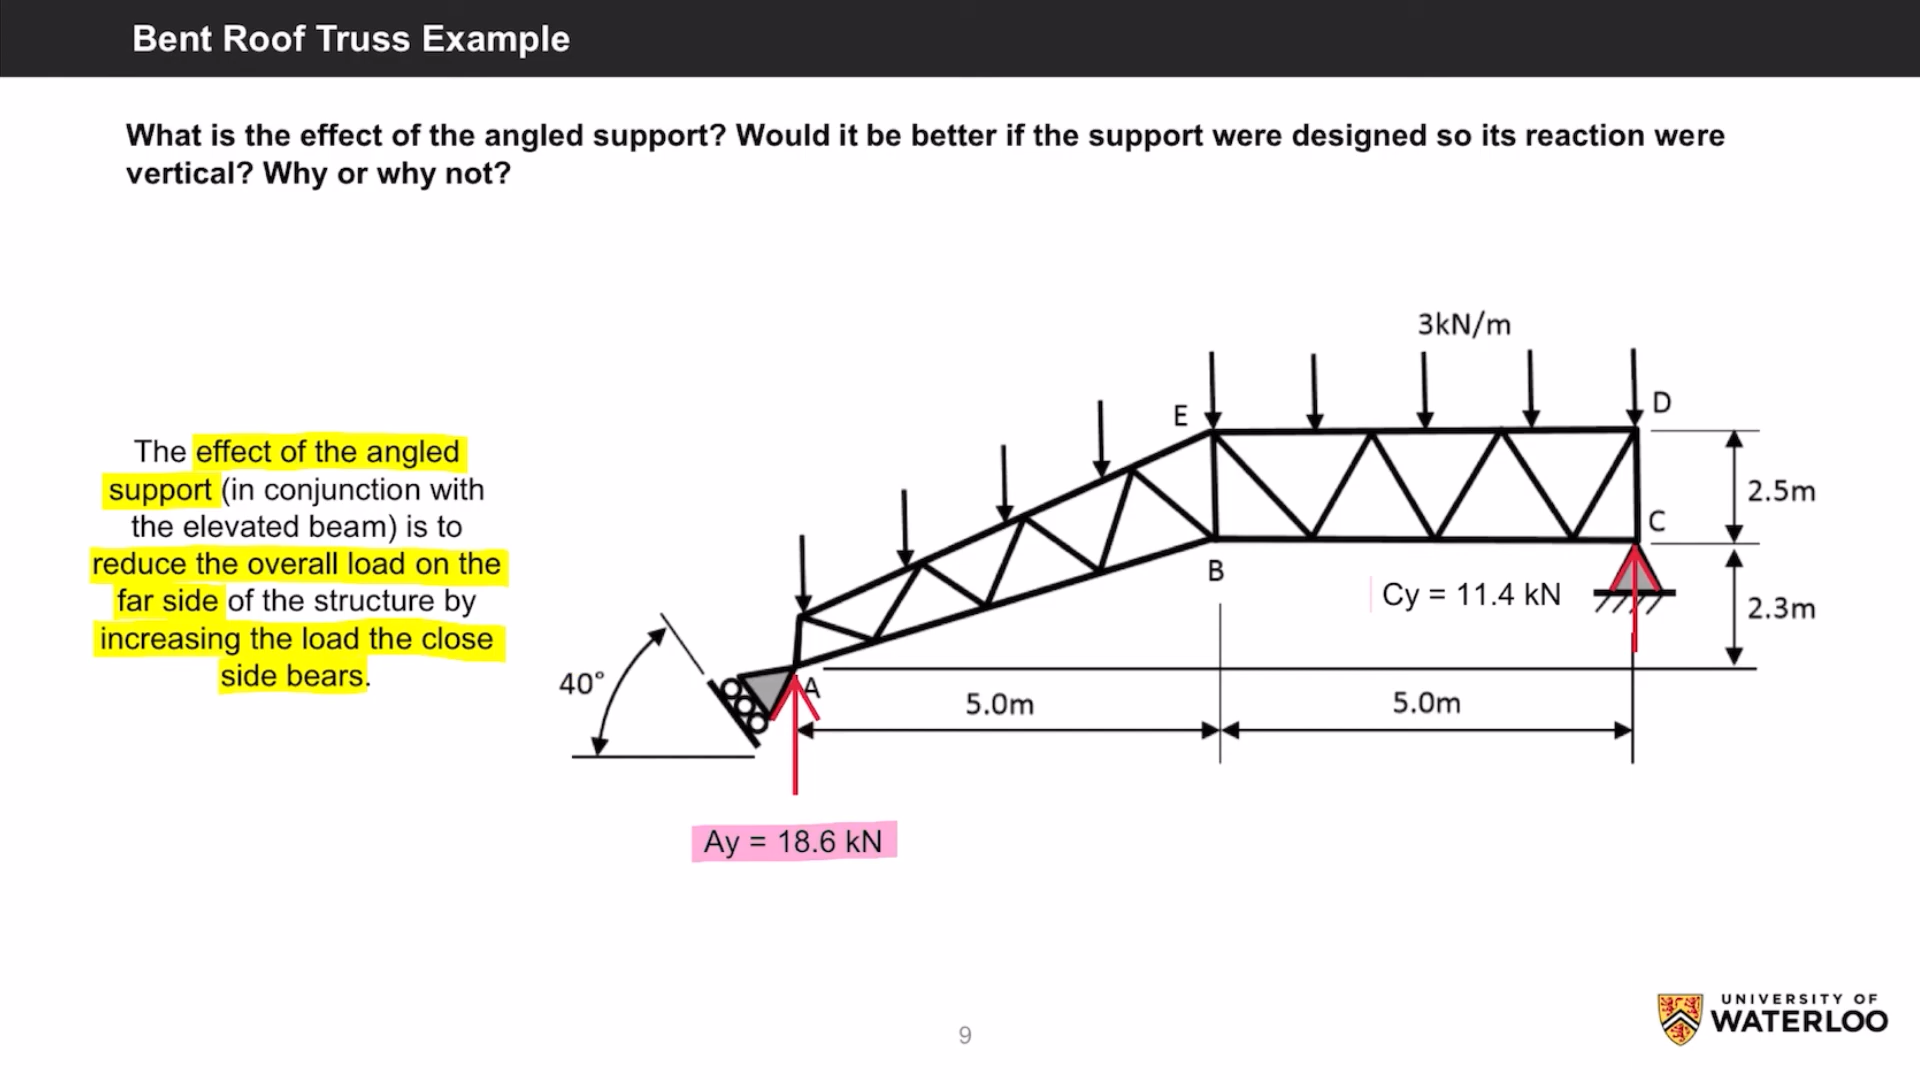 Bent Roof Truss Example
What is the effect of the angled support? Would it be better if the support were designed so its reaction were
vertical? Why or why not?
The effect of the angled
support (in conjunction with
the elevated beam) is to
reduce the overall load on the
far side of the structure by
increasing the load the close
side bears.
3kN/m
E
D
2.5m
C
B
Cy = 11.4 kN
2.3m
40°
A
5.0m
5.0m
Ay = 18.6 kN
9
UNIVERSITY OF
WATERLOO